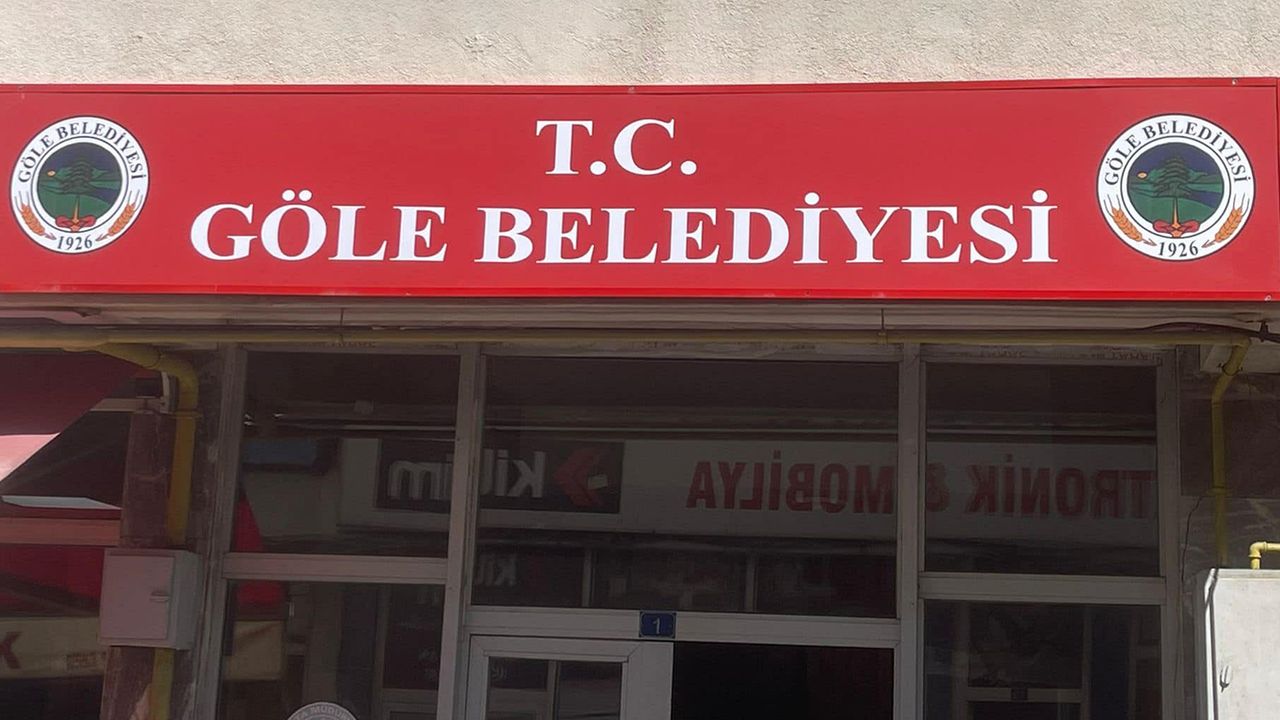 T.C.
GÖLE BELEDİYESİ
GÖLE BELEDİYESİ
1926
GÖLE BELEDİYESİ
1926
TRONİK & MOBİLYA
1